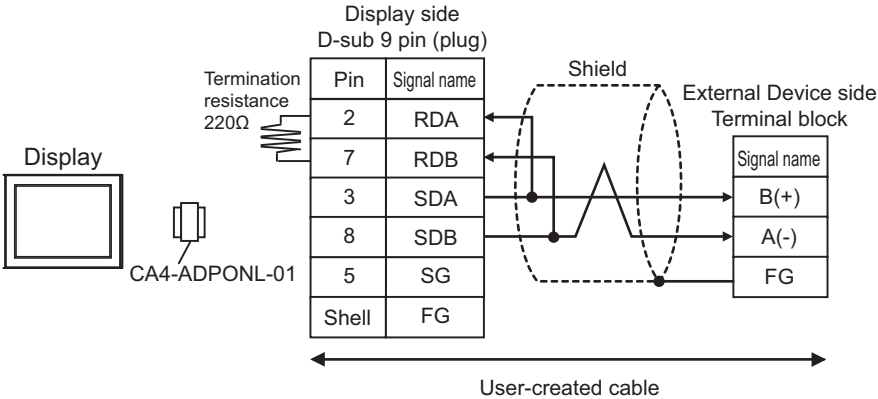 Display side
D-sub 9 pin (plug)
Termination
resistance
220Ω
Pin Signal name
2 RDA
7 RDB
3 SDA
8 SDB
5 SG
Shell FG
Shield
External Device side
Terminal block
Signal name
B(+)
A(-)
FG
Display
CA4-ADPONL-01
User-created cable